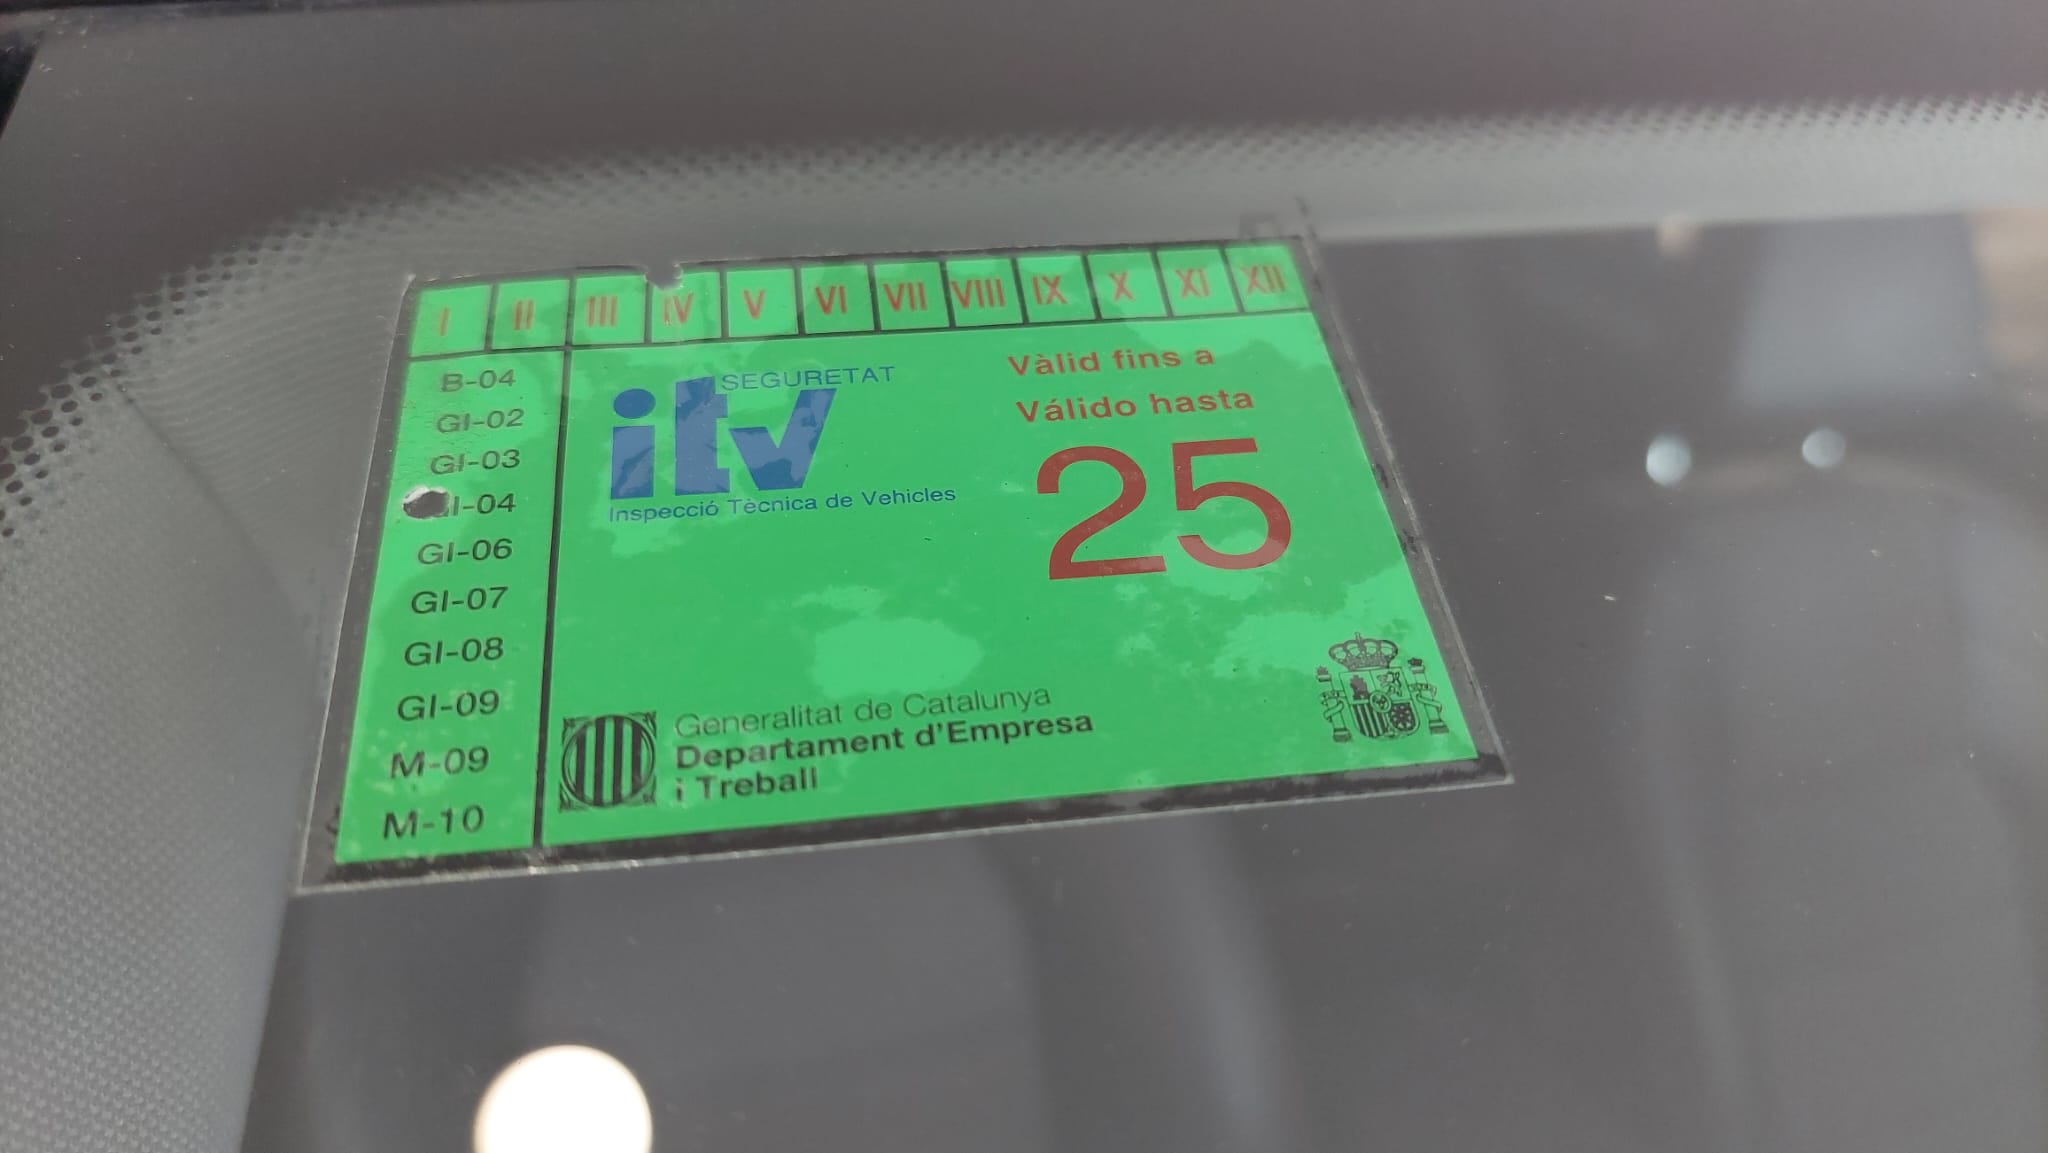 I II III IV V VI VII VIII IX X XI XII
B-04
GI-02
GI-03
GI-04
GI-06
GI-07
GI-08
GI-09
M-09
M-10
SEGURETAT
itv
Inspecció Tècnica de Vehicles
Vàlid fins a
Válido hasta
25
Generalitat de Catalunya
Departament d'Empresa
i Treball